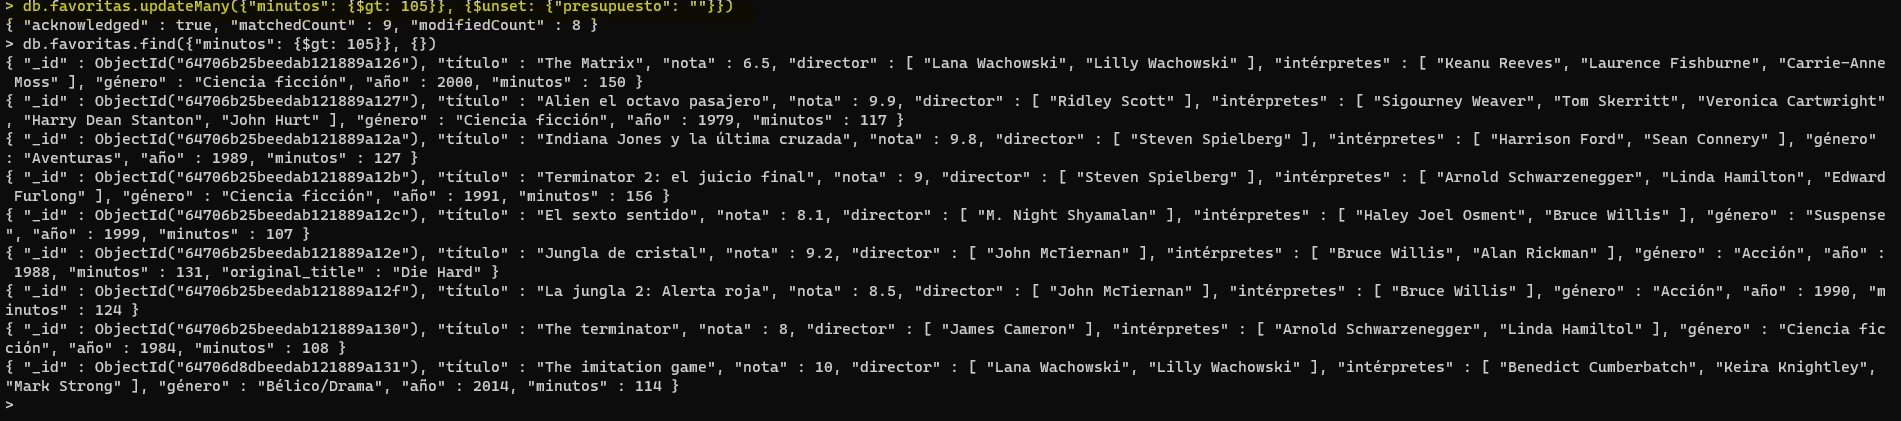 > db.favoritas.updateMany({"minutos": {$gt: 105}}, {$unset: {"presupuesto": ""}})
{ "acknowledged" : true, "matchedCount" : 9, "modifiedCount" : 8 }
> db.favoritas.find({"minutos": {$gt: 105}}, {})
{ "_id" : ObjectId("64706b25beedab121889a126"), "título" : "The Matrix", "nota" : 6.5, "director" : [ "Lana Wachowski", "Lilly Wachowski" ], "intérpretes" : [ "Keanu Reeves", "Laurence Fishburne", "Carrie-Anne
 Moss" ], "género" : "Ciencia ficción", "año" : 2000, "minutos" : 150 }
{ "_id" : ObjectId("64706b25beedab121889a127"), "título" : "Alien el octavo pasajero", "nota" : 9.9, "director" : [ "Ridley Scott" ], "intérpretes" : [ "Sigourney Weaver", "Tom Skerritt", "Veronica Cartwright"
, "Harry Dean Stanton", "John Hurt" ], "género" : "Ciencia ficción", "año" : 1979, "minutos" : 117 }
{ "_id" : ObjectId("64706b25beedab121889a12a"), "título" : "Indiana Jones y la última cruzada", "nota" : 9.8, "director" : [ "Steven Spielberg" ], "intérpretes" : [ "Harrison Ford", "Sean Connery" ], "género"
: "Aventuras", "año" : 1989, "minutos" : 127 }
{ "_id" : ObjectId("64706b25beedab121889a12b"), "título" : "Terminator 2: el juicio final", "nota" : 9, "director" : [ "Steven Spielberg" ], "intérpretes" : [ "Arnold Schwarzenegger", "Linda Hamilton", "Edward
 Furlong" ], "género" : "Ciencia ficción", "año" : 1991, "minutos" : 156 }
{ "_id" : ObjectId("64706b25beedab121889a12c"), "título" : "El sexto sentido", "nota" : 8.1, "director" : [ "M. Night Shyamalan" ], "intérpretes" : [ "Haley Joel Osment", "Bruce Willis" ], "género" : "Suspense
", "año" : 1999, "minutos" : 107 }
{ "_id" : ObjectId("64706b25beedab121889a12e"), "título" : "Jungla de cristal", "nota" : 9.2, "director" : [ "John McTiernan" ], "intérpretes" : [ "Bruce Willis", "Alan Rickman" ], "género" : "Acción", "año" :
 1988, "minutos" : 131, "original_title" : "Die Hard" }
{ "_id" : ObjectId("64706b25beedab121889a12f"), "título" : "La jungla 2: Alerta roja", "nota" : 8.5, "director" : [ "John McTiernan" ], "intérpretes" : [ "Bruce Willis" ], "género" : "Acción", "año" : 1990, "m
inutos" : 124 }
{ "_id" : ObjectId("64706b25beedab121889a130"), "título" : "The terminator", "nota" : 8, "director" : [ "James Cameron" ], "intérpretes" : [ "Arnold Schwarzenegger", "Linda Hamiltol" ], "género" : "Ciencia fic
ción", "año" : 1984, "minutos" : 108 }
{ "_id" : ObjectId("64706d8dbeedab121889a131"), "título" : "The imitation game", "nota" : 10, "director" : [ "Lana Wachowski", "Lilly Wachowski" ], "intérpretes" : [ "Benedict Cumberbatch", "Keira Knightley",
"Mark Strong" ], "género" : "Bélico/Drama", "año" : 2014, "minutos" : 114 }
>